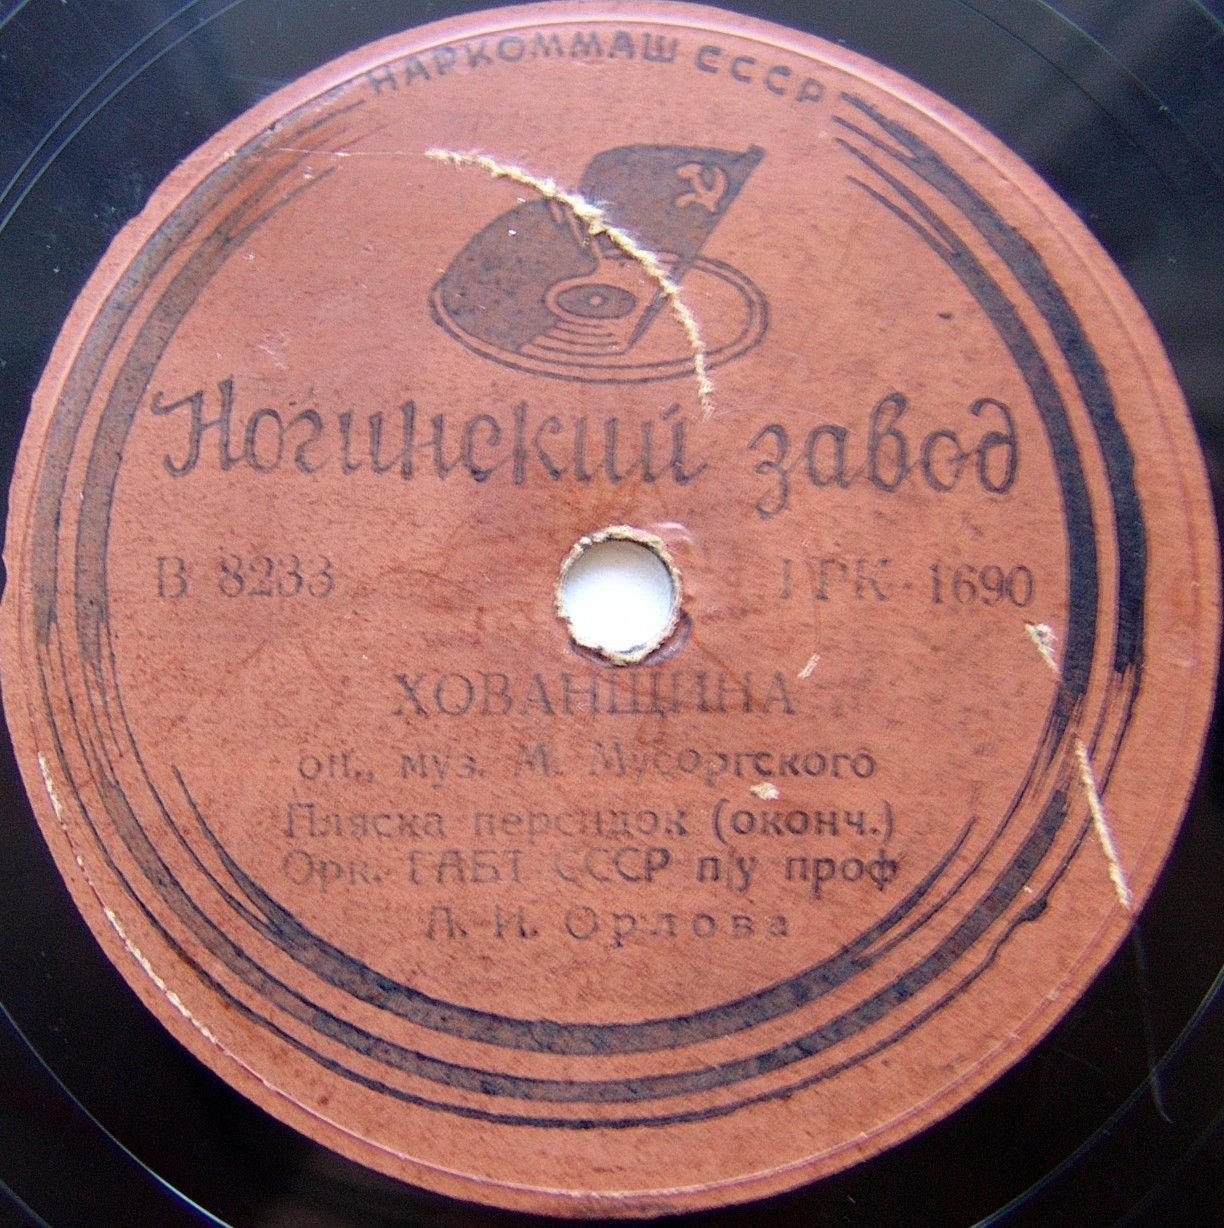 НАРКОММАШ СССР
Ногинский завод
В 8233 ГРК-1690
ХОВАНЩИНА
оп., муз. М. Мусоргского
Пляска персидок (оконч.)
Орк. ГАБТ СССР п/у проф
А. И. Орлова